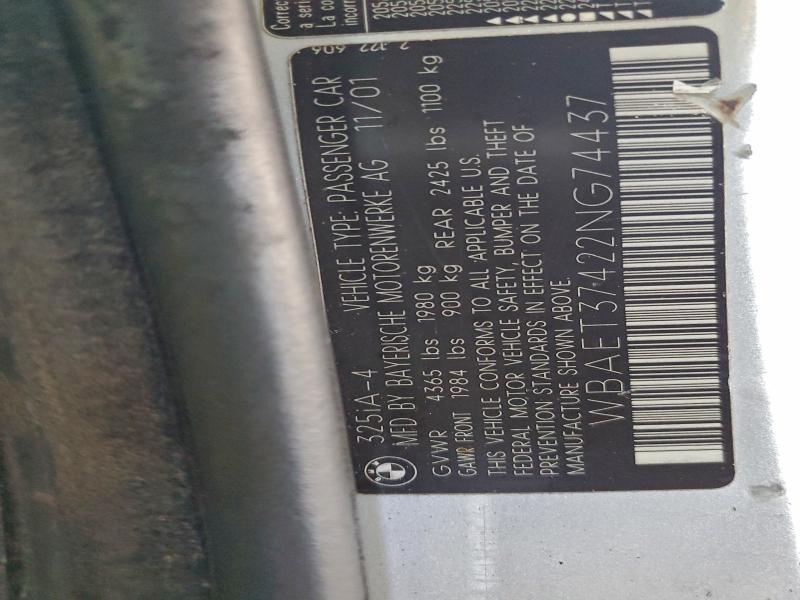 325iA-4 VEHICLE TYPE: PASSENGER CAR
MFD BY BAYERISCHE MOTORENWERKE AG 11/01
GVWR 4365 lbs 1980 kg
GAWR FRONT 1984 lbs 900 kg REAR 2425 lbs 1100 kg
THIS VEHICLE CONFORMS TO ALL APPLICABLE U.S.
FEDERAL MOTOR VEHICLE SAFETY, BUMPER AND THEFT
PREVENTION STANDARDS IN EFFECT ON THE DATE OF
MANUFACTURE SHOWN ABOVE.
WBAET37422NG74437